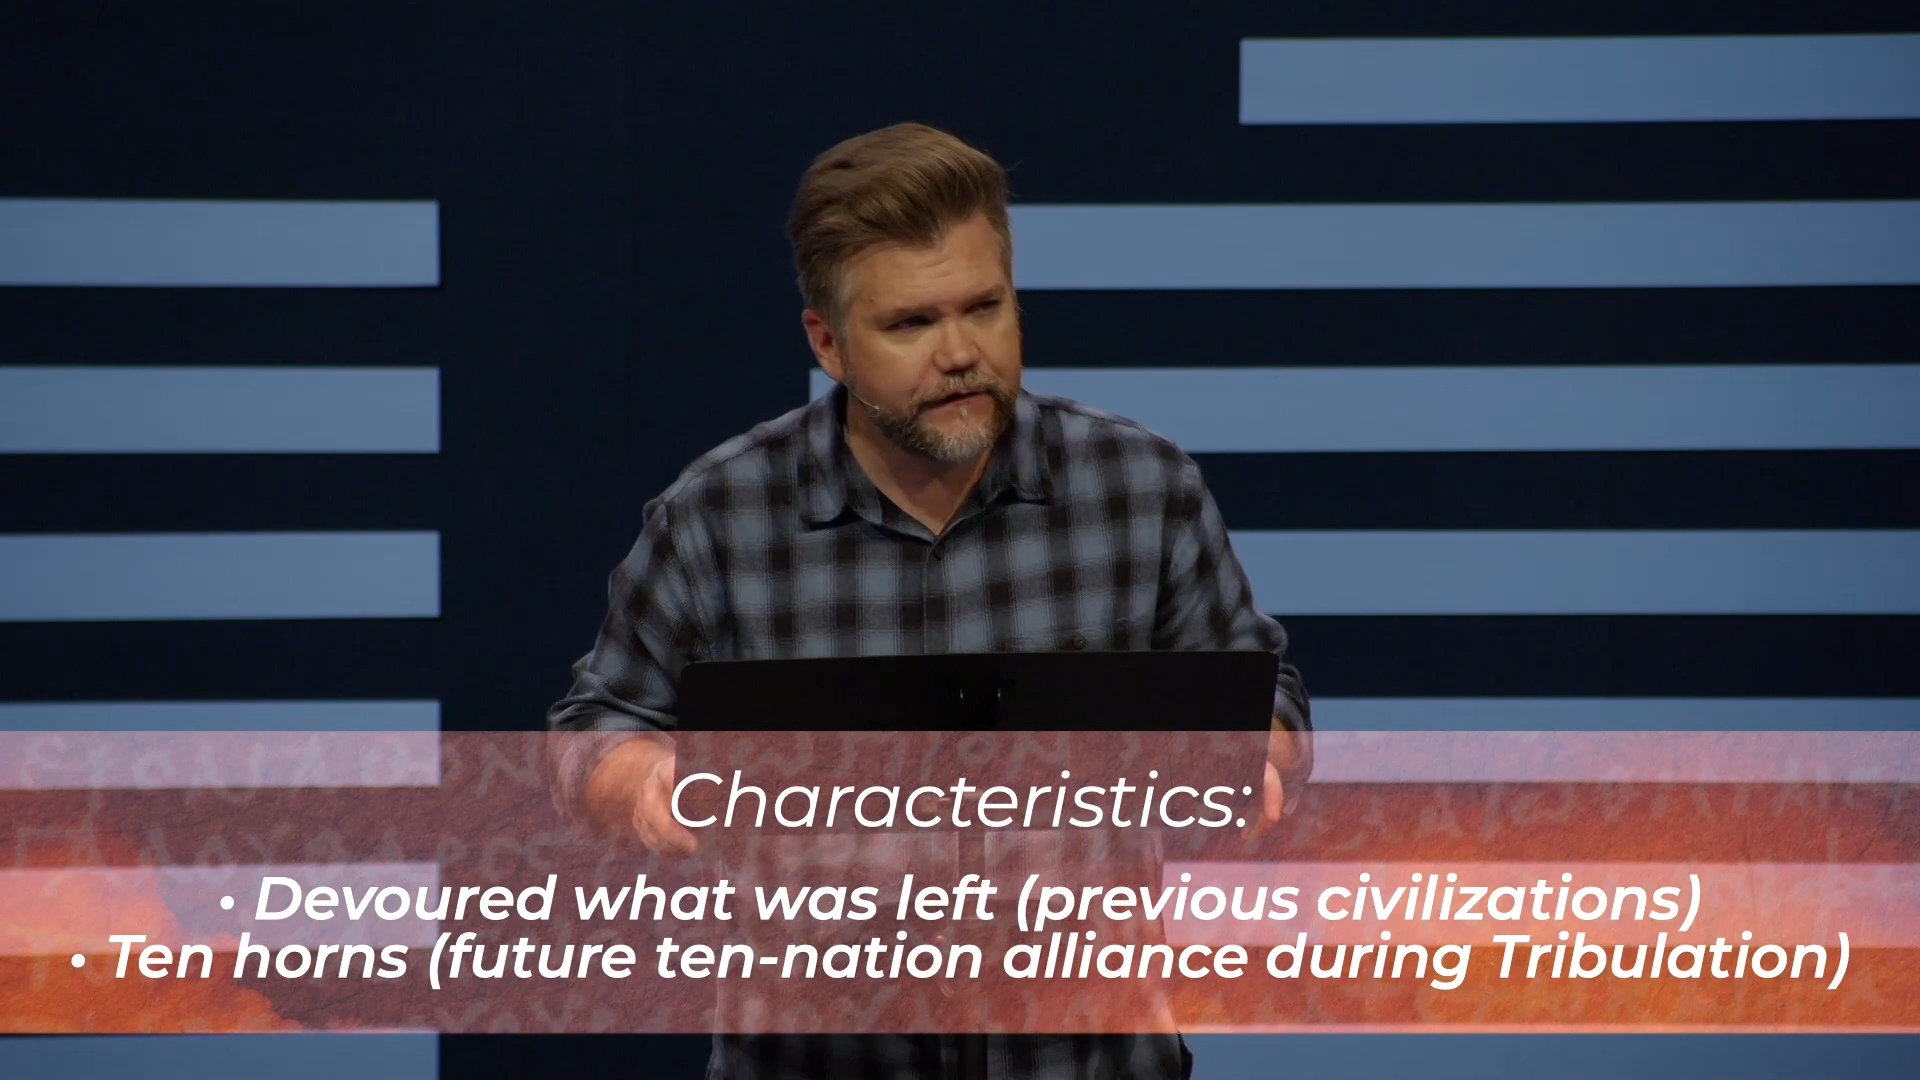 Characteristics:
• Devoured what was left (previous civilizations)
• Ten horns (future ten-nation alliance during Tribulation)